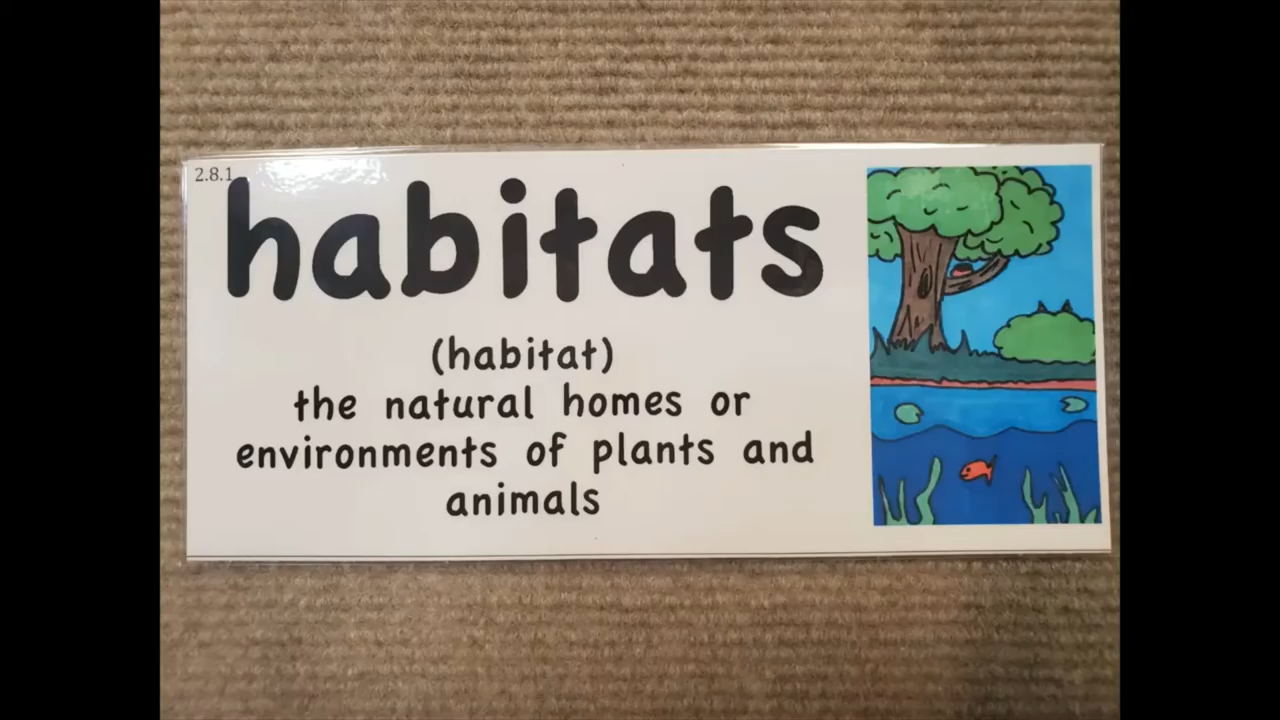 2.8.1
habitats
(habitat)
the natural homes or
environments of plants and
animals